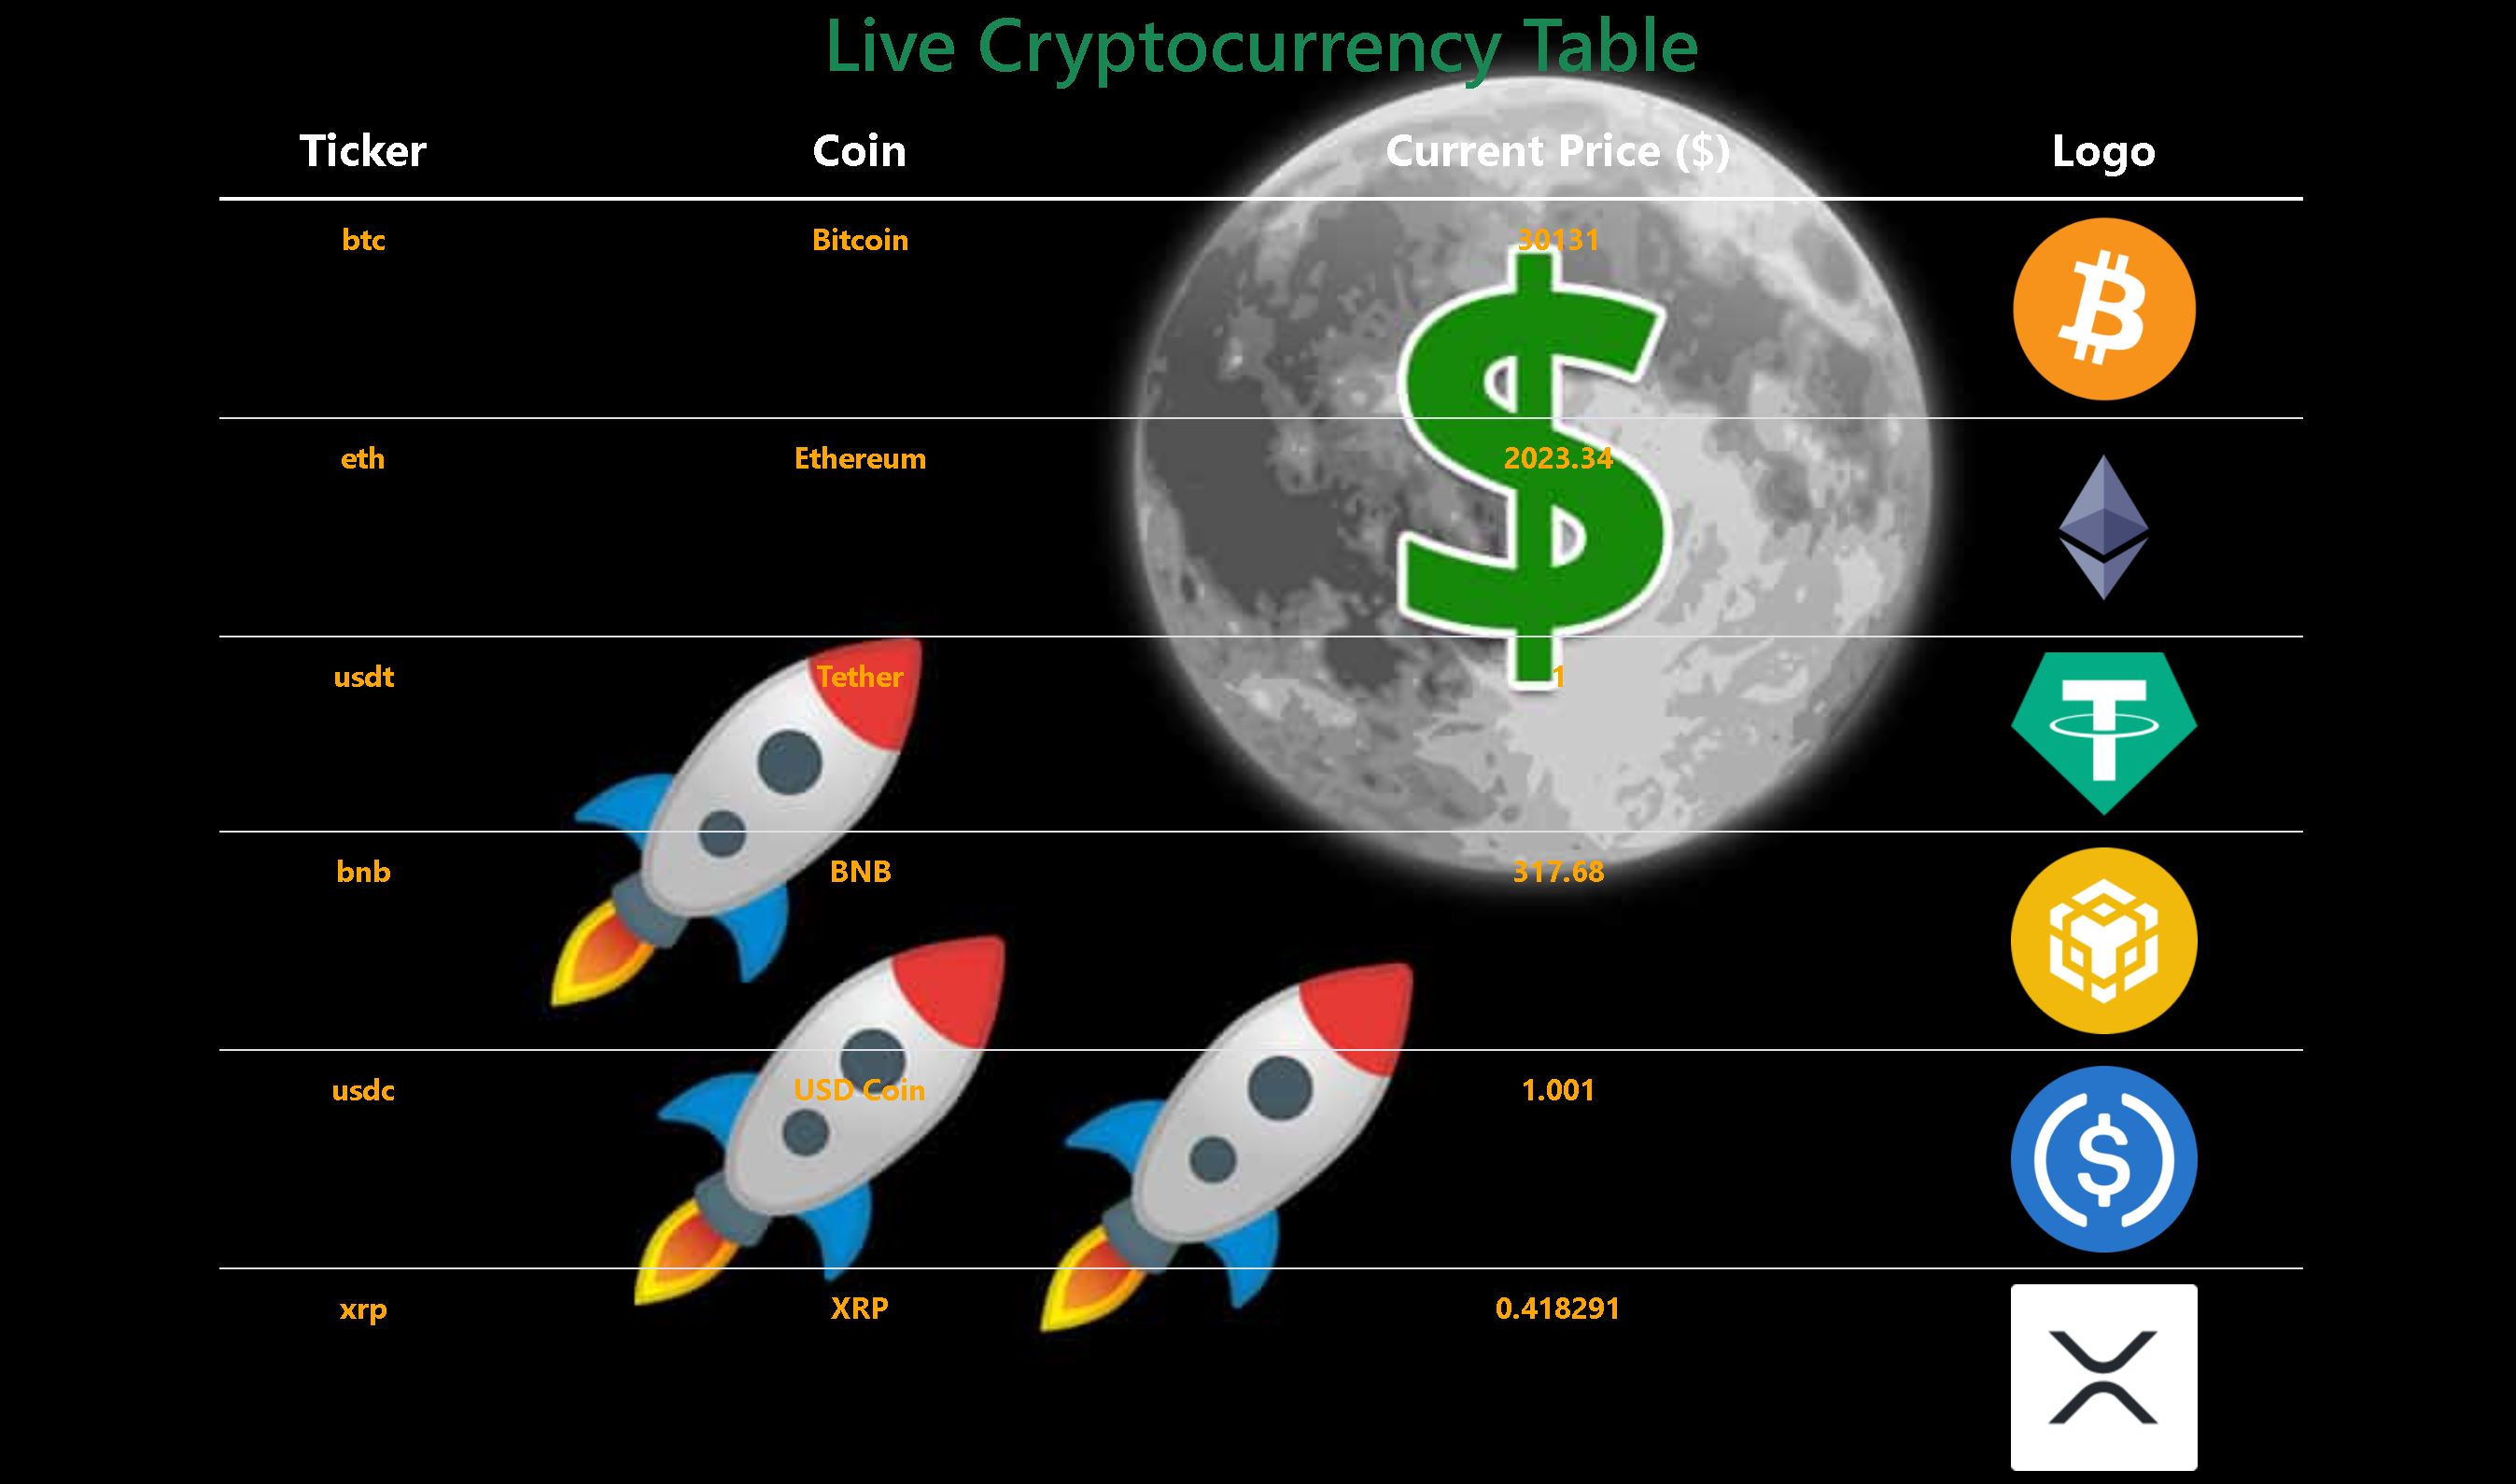 Live Cryptocurrency Table
Ticker Coin Current Price ($) Logo
btc Bitcoin 30131
eth Ethereum 2023.34
usdt Tether 1
bnb BNB 317.68
usdc USD Coin 1.001
xrp XRP 0.418291